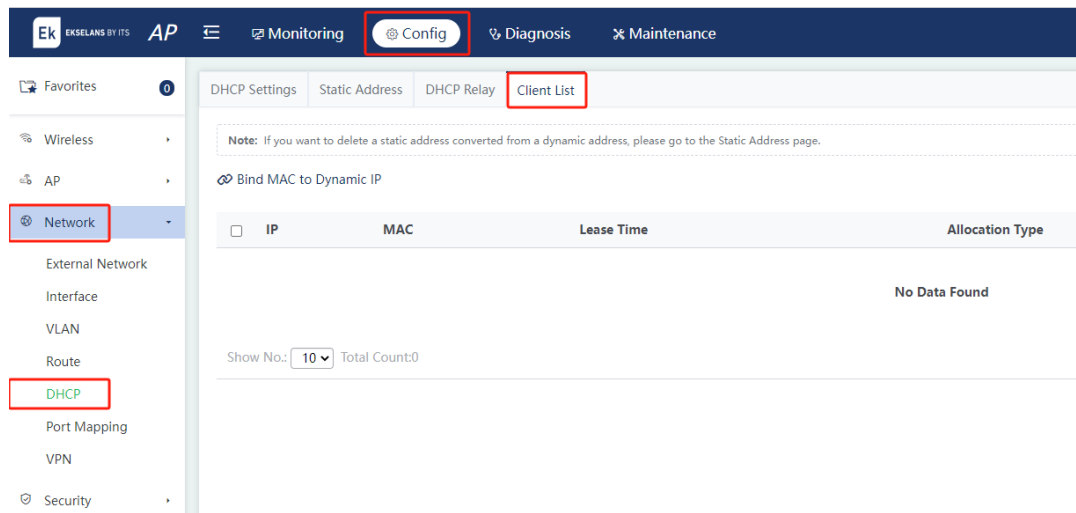 Ek EKSELANS BY ITS AP Monitoring Config Diagnosis Maintenance
Favorites 0
DHCP Settings Static Address DHCP Relay Client List
Wireless
Note: If you want to delete a static address converted from a dynamic address, please go to the Static Address page.
AP
Bind MAC to Dynamic IP
Network
IP MAC Lease Time Allocation Type
External Network
Interface
No Data Found
VLAN
Route
Show No.: 10 Total Count:0
DHCP
Port Mapping
VPN
Security